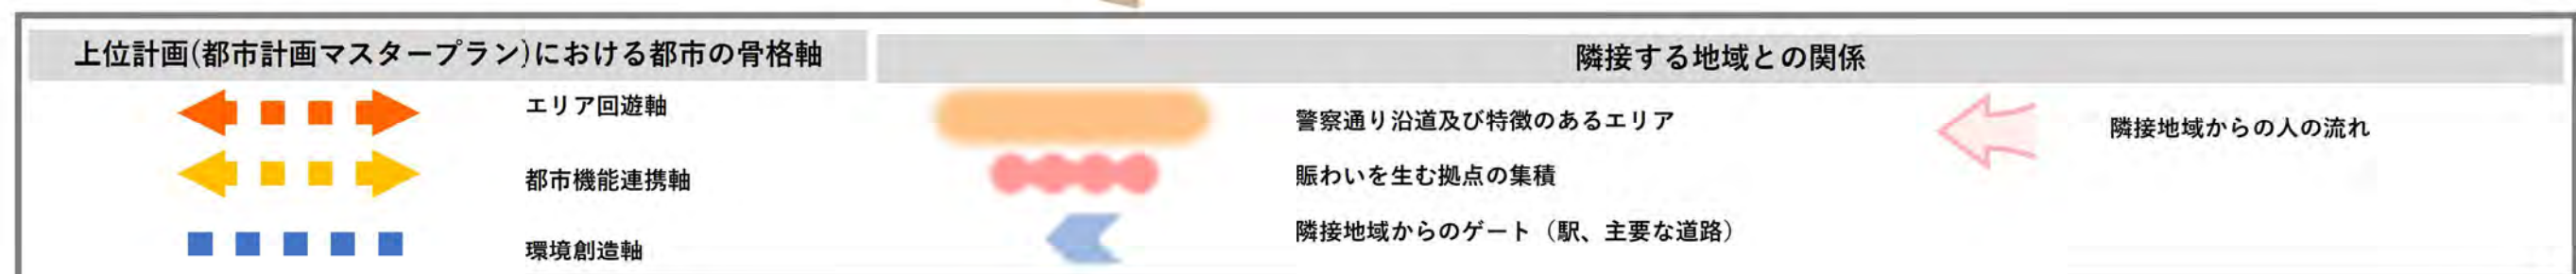 上位計画(都市計画マスタープラン)における都市の骨格軸
エリア回遊軸
都市機能連携軸
環境創造軸
隣接する地域との関係
警察通り沿道及び特徴のあるエリア
賑わいを生む拠点の集積
隣接地域からのゲート（駅、主要な道路）
隣接地域からの人の流れ